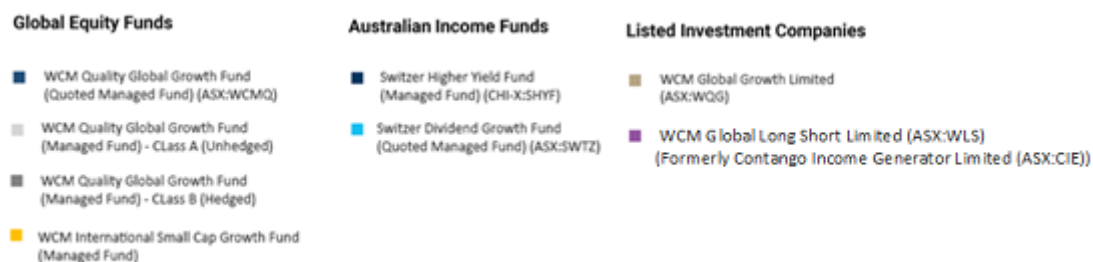 Global Equity Funds
WCM Quality Global Growth Fund
(Quoted Managed Fund) (ASX:WCMQ)
WCM Quality Global Growth Fund
(Managed Fund) - CLass A (Unhedged)
WCM Quality Global Growth Fund
(Managed Fund) - CLass B (Hedged)
WCM International Small Cap Growth Fund
(Managed Fund)
Australian Income Funds
Switzer Higher Yield Fund
(Managed Fund) (CHI-X:SHYF)
Switzer Dividend Growth Fund
(Quoted Managed Fund) (ASX:SWTZ)
Listed Investment Companies
WCM Global Growth Limited
(ASX:WQG)
WCM Global Long Short Limited (ASX:WLS)
(Formerly Contango Income Generator Limited (ASX:CIE))